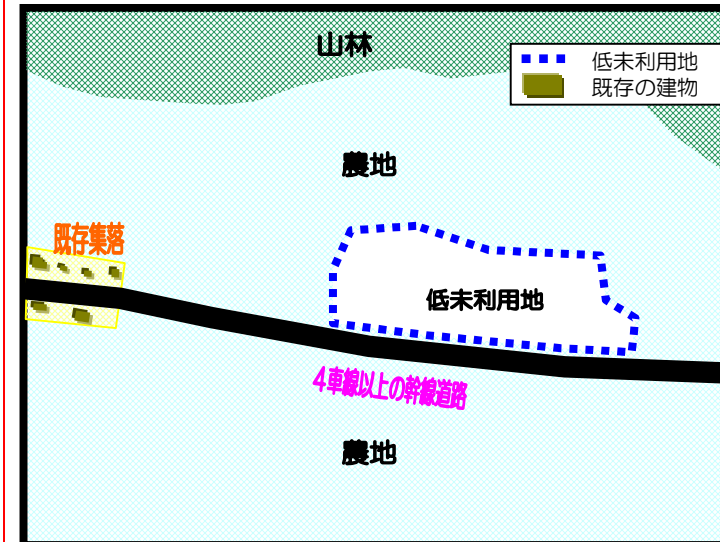 山林
低未利用地
既存の建物
農地
既存集落
低未利用地
4車線以上の幹線道路
農地